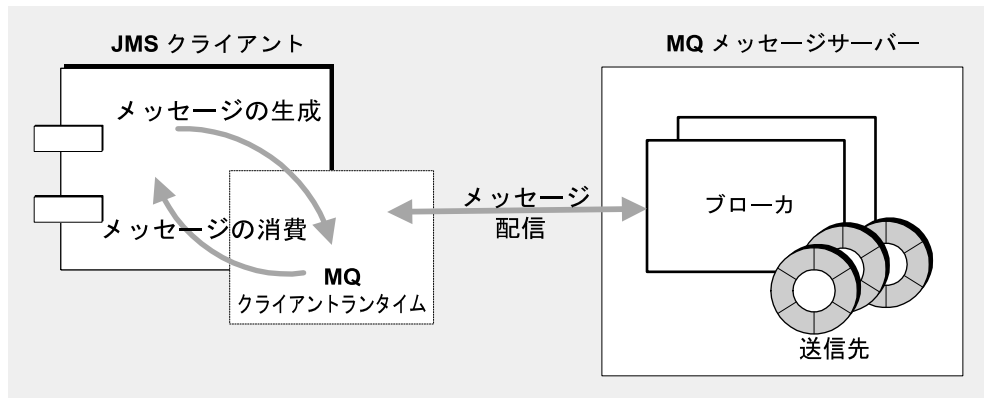 JMS クライアント
MQ メッセージサーバー
メッセージの生成
メッセージの消費
MQ
クライアントランタイム
メッセージ
配信
ブローカ
送信先